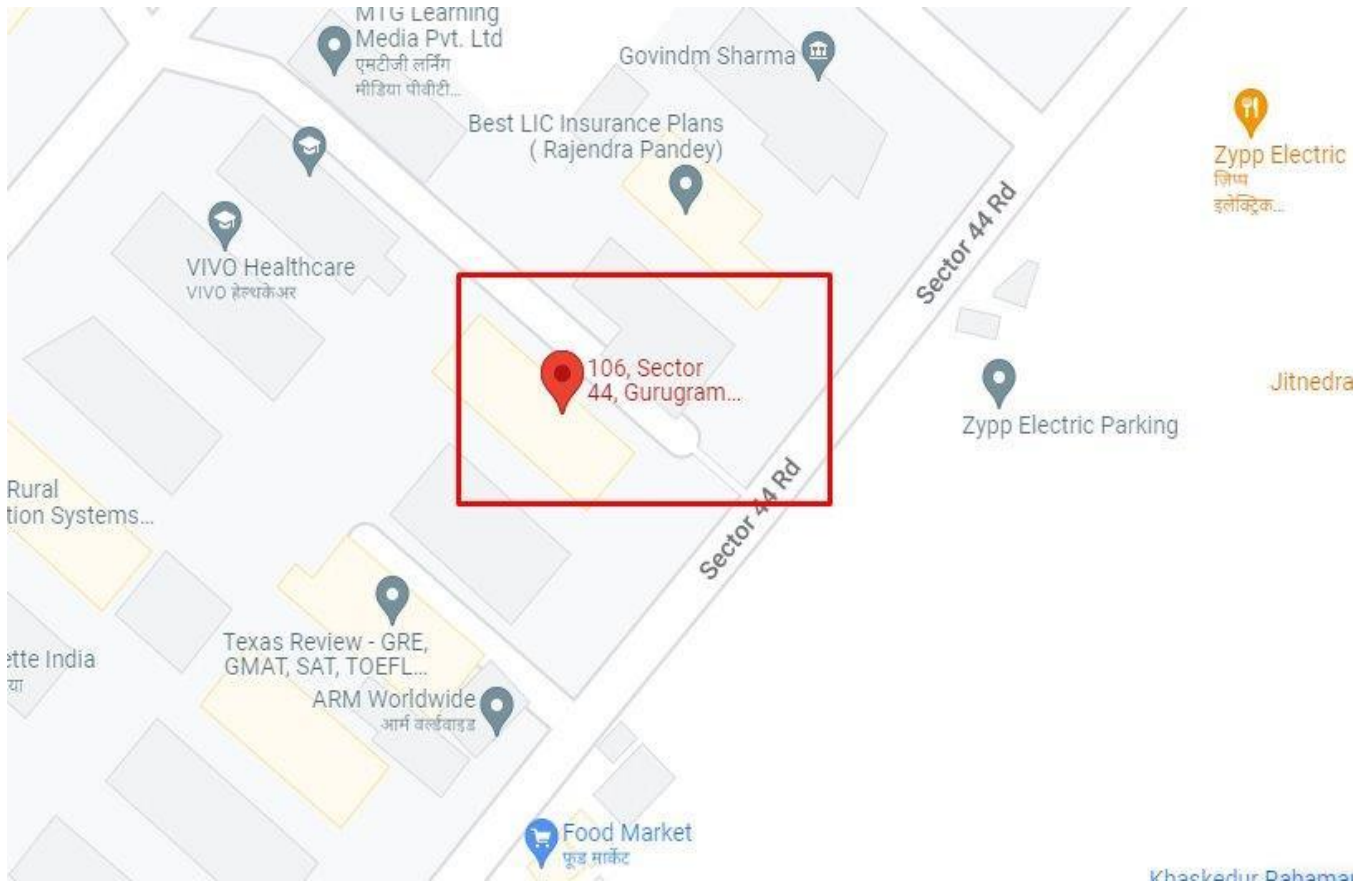 MTG Learning
Media Pvt. Ltd
एमटीजी लर्निंग
मीडिया पीवीटी...
Govindm Sharma
Best LIC Insurance Plans
( Rajendra Pandey)
Zypp Electric
ज़िप्प
इलेक्ट्रिक...
Sector 44 Rd
VIVO Healthcare
VIVO हेल्थकेअर
106, Sector
44, Gurugram...
Jitnedra
Zypp Electric Parking
Rural
tion Systems...
Sector 44 Rd
Texas Review - GRE,
GMAT, SAT, TOEFL...
ette India
या
ARM Worldwide
आर्म वर्ल्डवाइड
Food Market
फूड मार्केट
Khaskedur